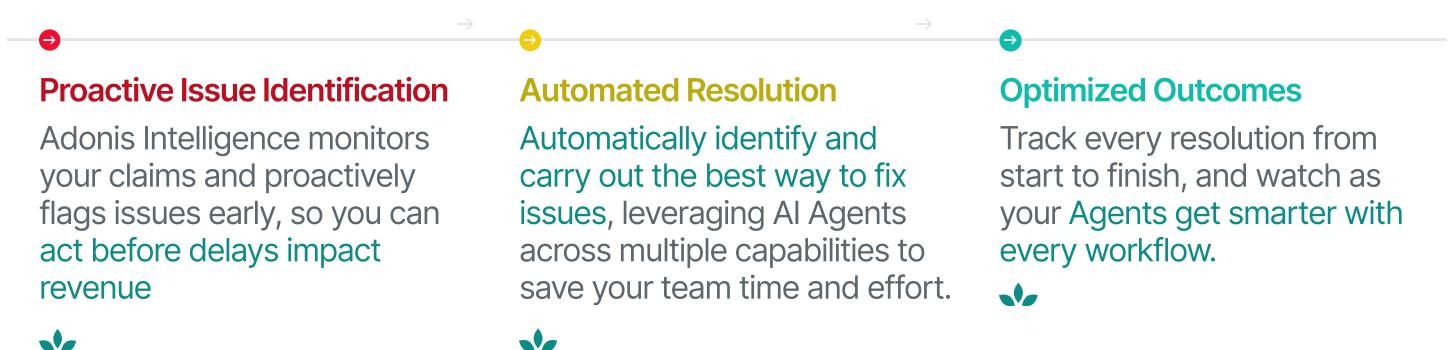 Proactive Issue Identification
Adonis Intelligence monitors
your claims and proactively
flags issues early, so you can
act before delays impact
revenue
Automated Resolution
Automatically identify and
carry out the best way to fix
issues, leveraging AI Agents
across multiple capabilities to
save your team time and effort.
Optimized Outcomes
Track every resolution from
start to finish, and watch as
your Agents get smarter with
every workflow.